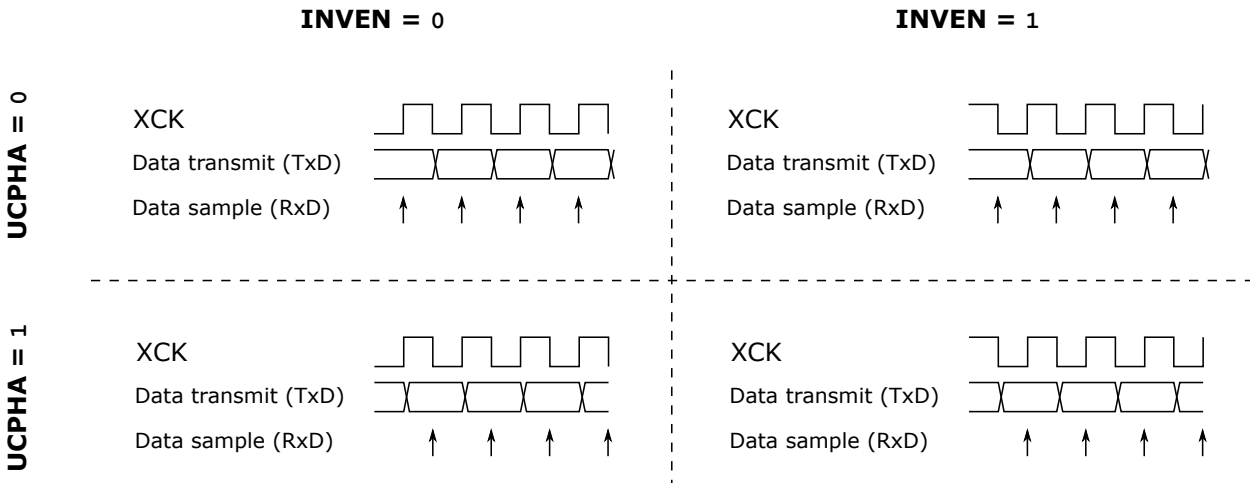 INVEN = 0
INVEN = 1
UCPHA = 0
XCK
Data transmit (TxD)
Data sample (RxD)
XCK
Data transmit (TxD)
Data sample (RxD)
UCPHA = 1
XCK
Data transmit (TxD)
Data sample (RxD)
XCK
Data transmit (TxD)
Data sample (RxD)